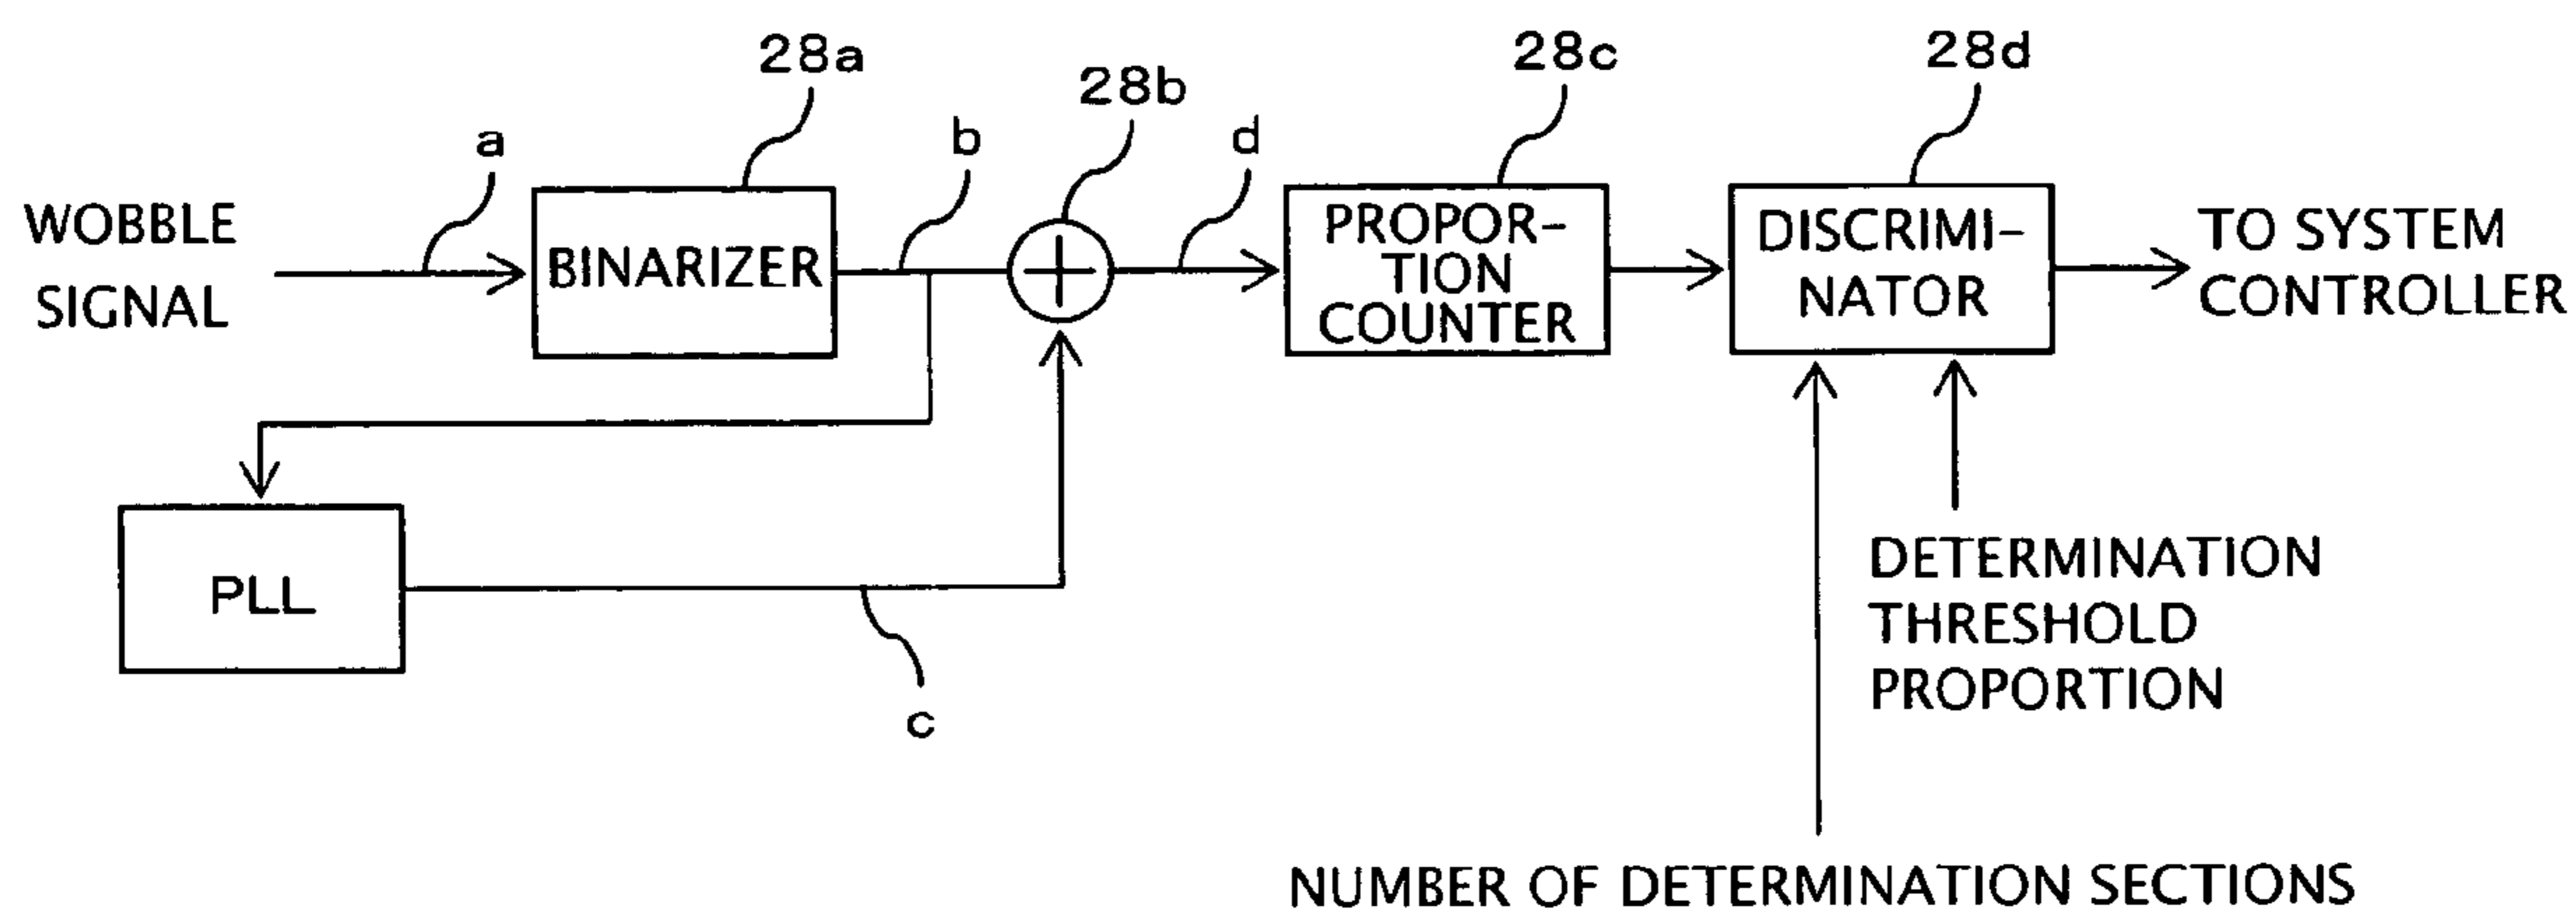 28a
28b
28c
28d
a
b
d
WOBBLE
SIGNAL
BINARIZER
PROPOR-
TION
COUNTER
DISCRIMI-
NATOR
TO SYSTEM
CONTROLLER
PLL
c
DETERMINATION
THRESHOLD
PROPORTION
NUMBER OF DETERMINATION SECTIONS